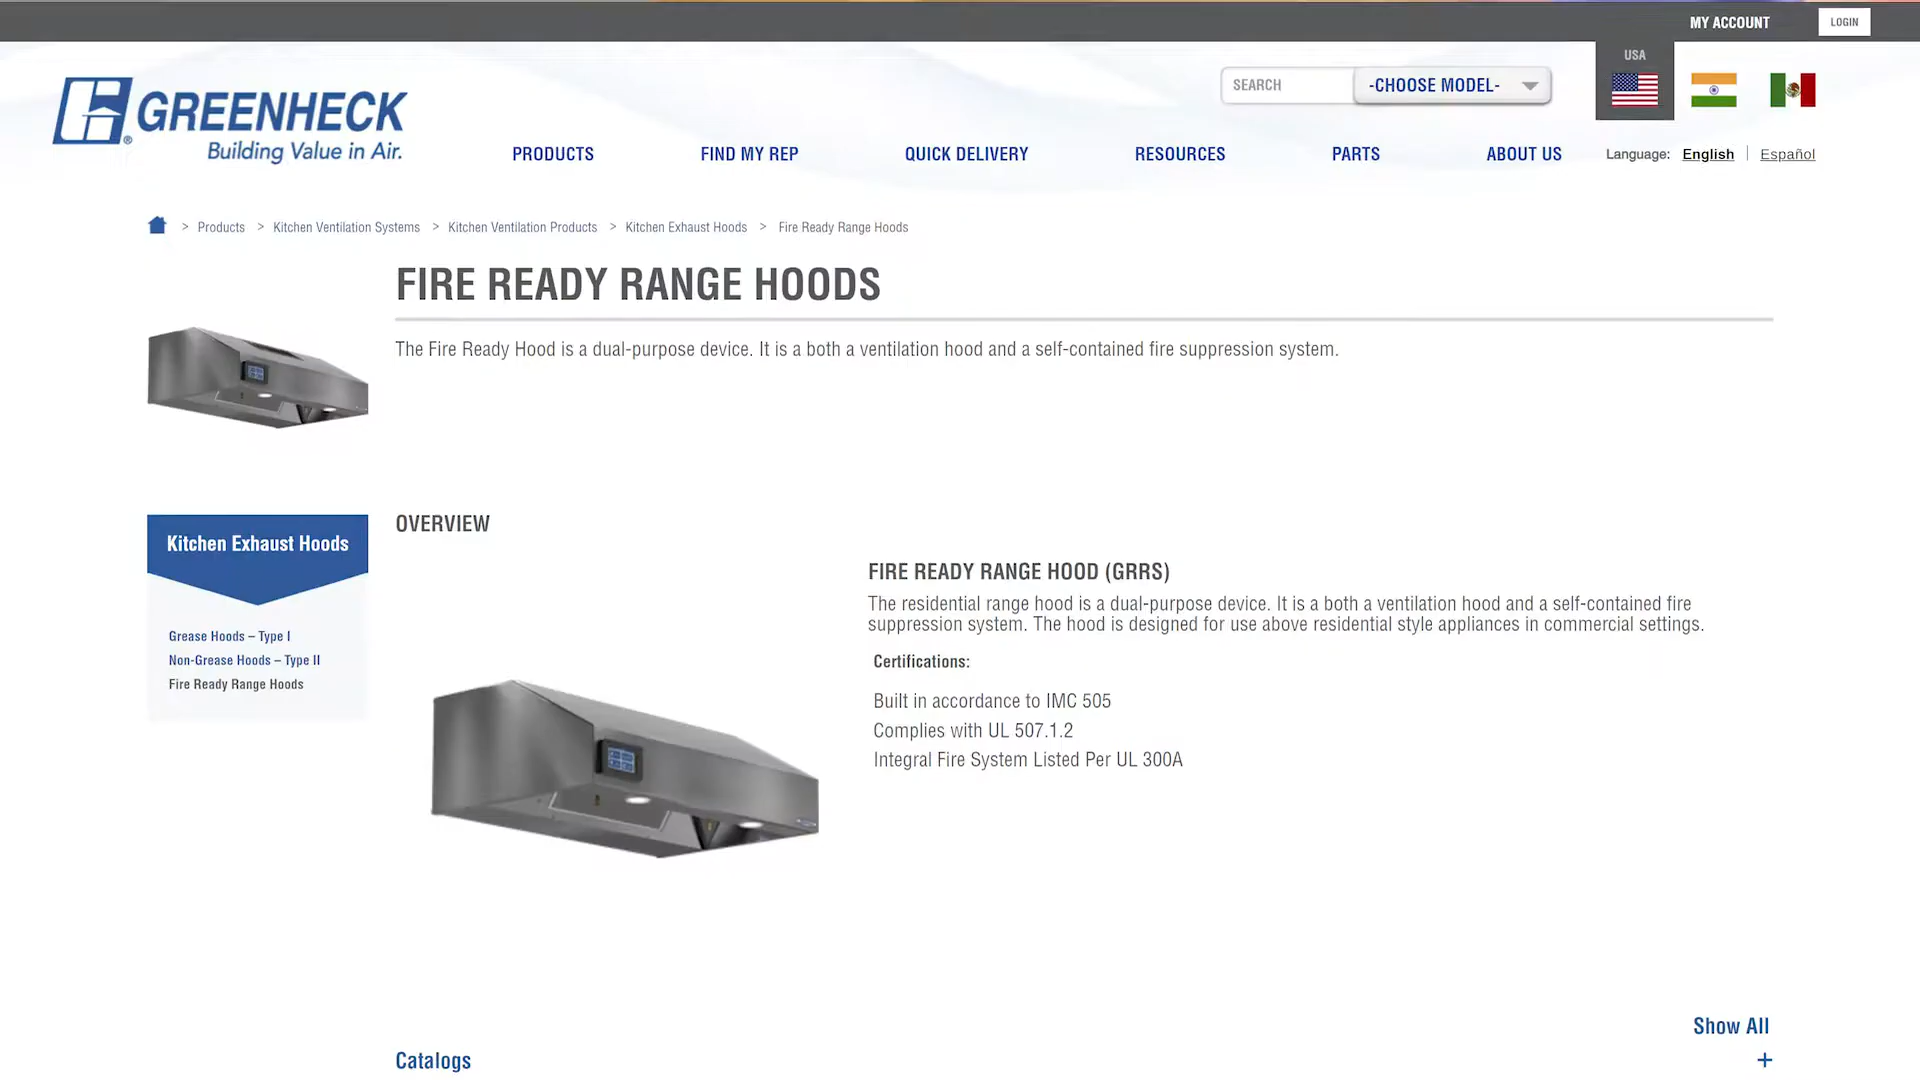 MY ACCOUNT
LOGIN
USA
SEARCH
-CHOOSE MODEL-
GREENHECK
Building Value in Air.
PRODUCTS
FIND MY REP
QUICK DELIVERY
RESOURCES
PARTS
ABOUT US
Language: English | Español
> Products > Kitchen Ventilation Systems > Kitchen Ventilation Products > Kitchen Exhaust Hoods > Fire Ready Range Hoods
FIRE READY RANGE HOODS
The Fire Ready Hood is a dual-purpose device. It is a both a ventilation hood and a self-contained fire suppression system.
Kitchen Exhaust Hoods
Grease Hoods – Type I
Non-Grease Hoods – Type II
Fire Ready Range Hoods
OVERVIEW
FIRE READY RANGE HOOD (GRRS)
The residential range hood is a dual-purpose device. It is a both a ventilation hood and a self-contained fire
suppression system. The hood is designed for use above residential style appliances in commercial settings.
Certifications:
Built in accordance to IMC 505
Complies with UL 507.1.2
Integral Fire System Listed Per UL 300A
Show All
Catalogs
+